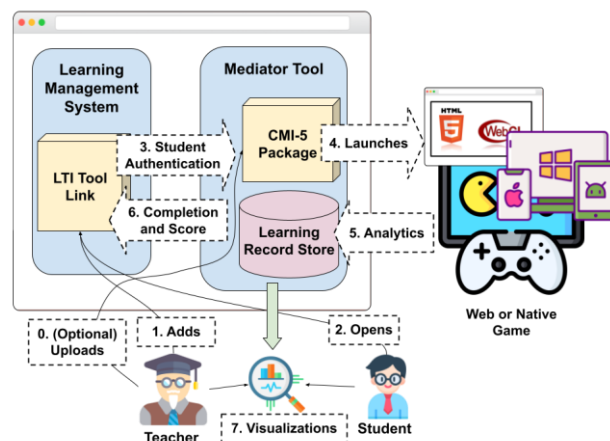 Learning
Management
System
Mediator Tool
LTI Tool
Link
CMI-5
Package
3. Student
Authentication
4. Launches
HTML
5
WebGL
6. Completion
and Score
Learning
Record Store
5. Analytics
Web or Native
Game
0. (Optional)
Uploads
1. Adds
2. Opens
Teacher
7. Visualizations
Student